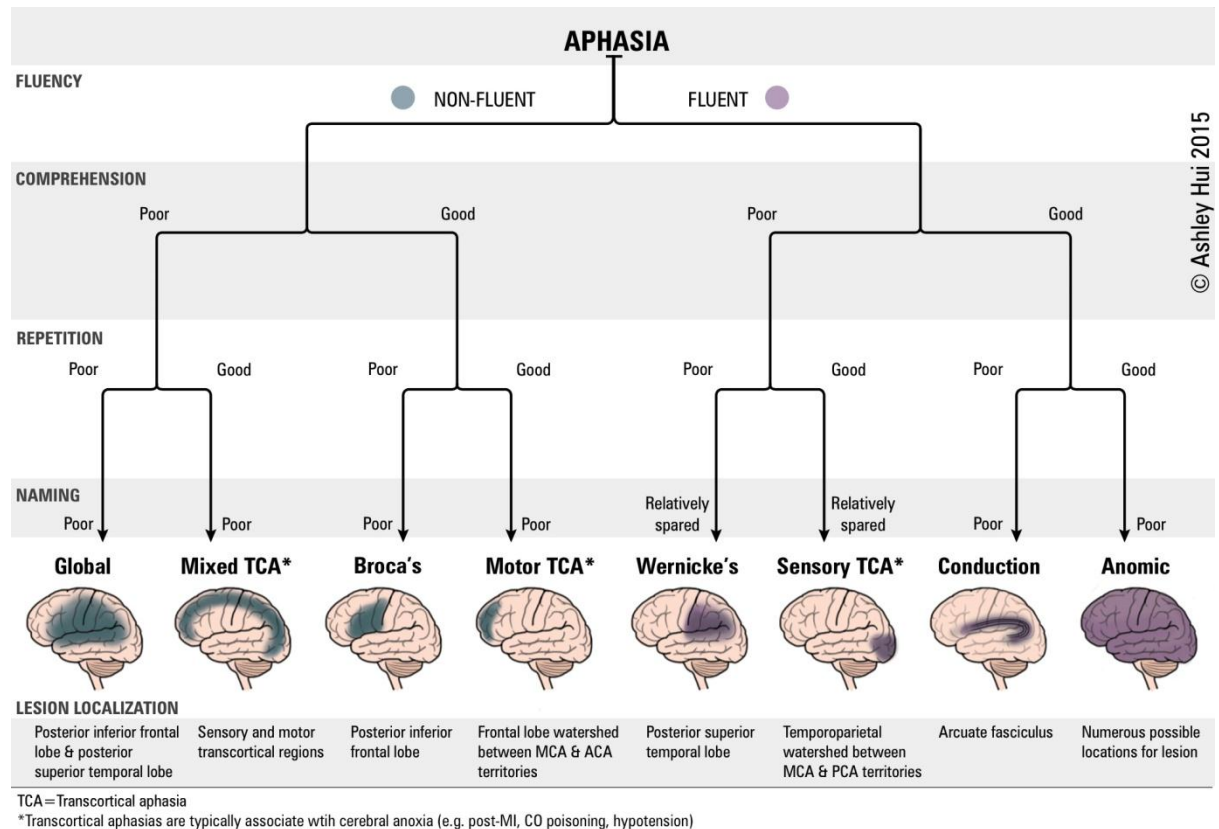 APHASIA
FLUENCY
NON-FLUENT FLUENT
© Ashley Hui 2015
COMPREHENSION
Poor Good Poor Good
REPETITION
Poor Good Poor Good Poor Good Poor Good
NAMING
Relatively Relatively
Poor Poor Poor Poor spared spared Poor Poor
Global Mixed TCA* Broca's Motor TCA* Wernicke's Sensory TCA* Conduction Anomic
LESION LOCALIZATION
Posterior inferior frontal
lobe & posterior
superior temporal lobe
Sensory and motor
transcortical regions
Posterior inferior
frontal lobe
Frontal lobe watershed
between MCA & ACA
territories
Posterior superior
temporal lobe
Temporoparietal
watershed between
MCA & PCA territories
Arcuate fasciculus
Numerous possible
locations for lesion
TCA=Transcortical aphasia
*Transcortical aphasias are typically associate wtih cerebral anoxia (e.g. post-MI, CO poisoning, hypotension)